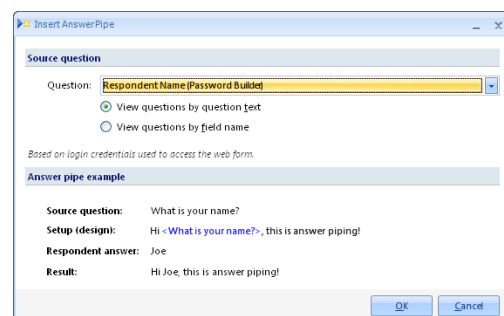 Insert AnswerPipe
Source question
Question: Respondent Name (Password Builder)
View questions by question text
View questions by field name
Based on login credentials used to access the web form.
Answer pipe example
Source question: What is your name?
Setup (design): Hi <What is your name?>, this is answer piping!
Respondent answer: Joe
Result: Hi Joe, this is answer piping!
OK Cancel